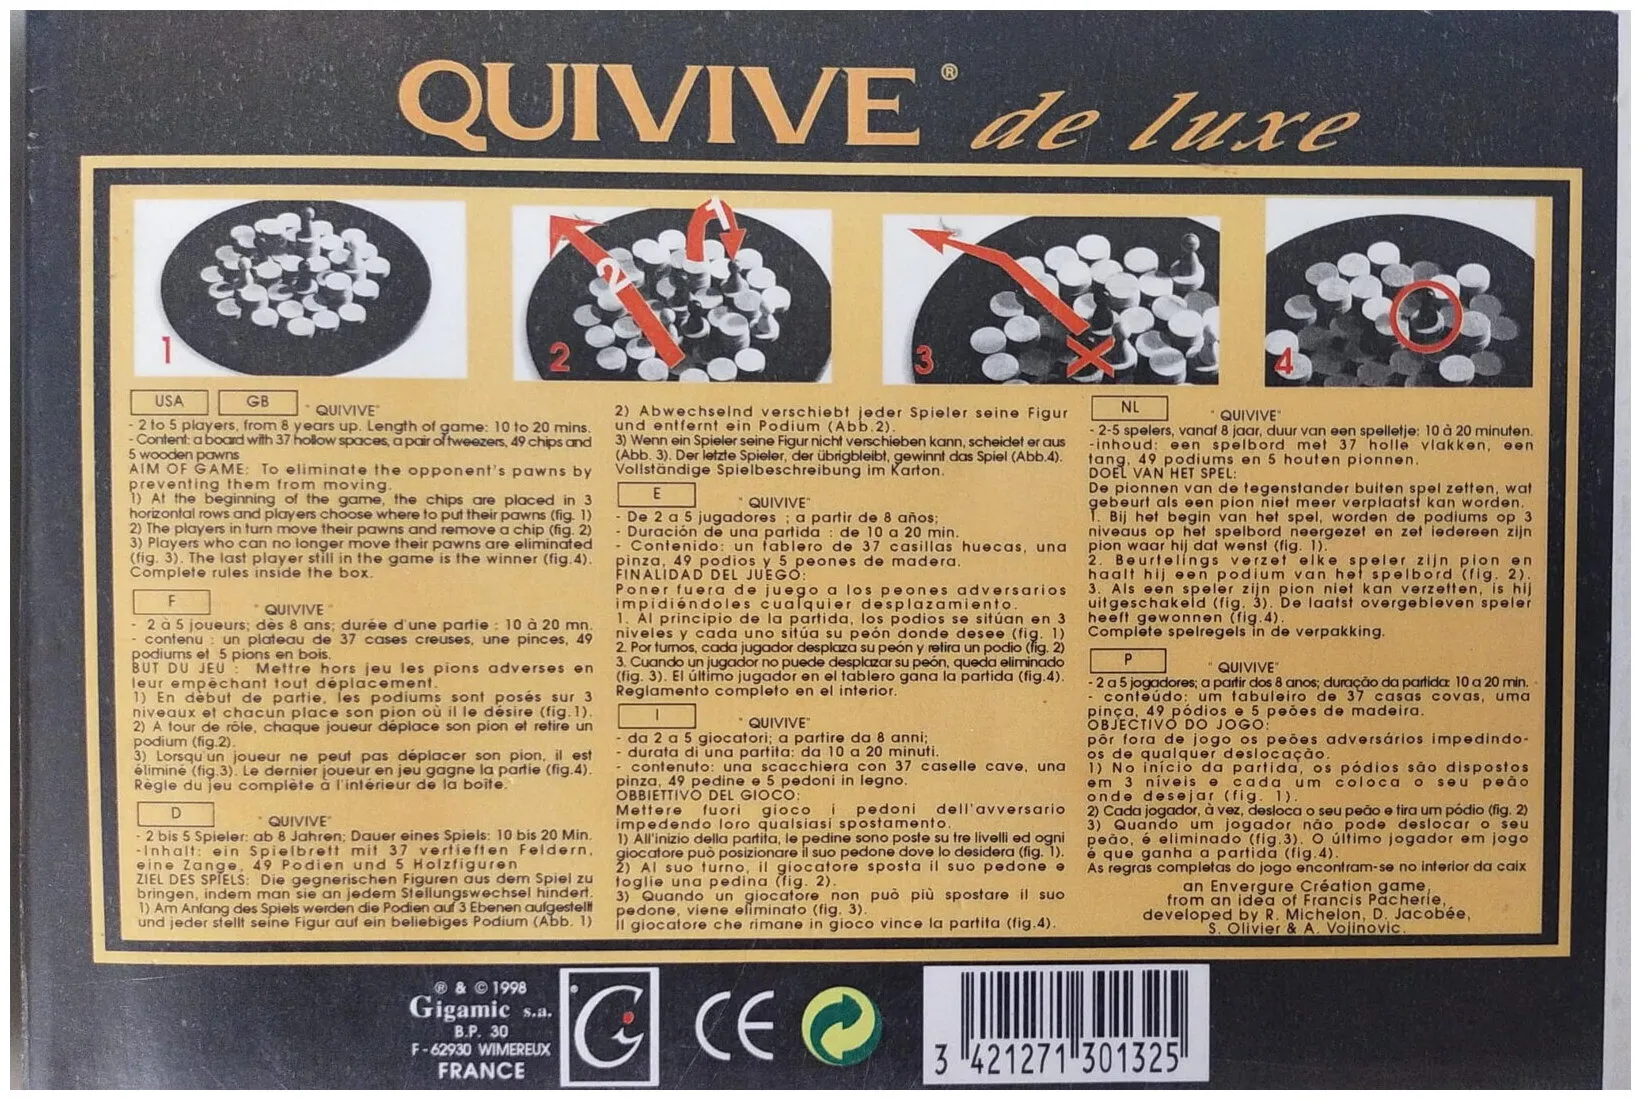 QUIVIVE ® de luxe
1
1
2
2
3
4
USA GB " QUIVIVE"
- 2 to 5 players, from 8 years up. Length of game: 10 to 20 mins.
- Content: a board with 37 hollow spaces, a pair of tweezers, 49 chips and
5 wooden pawns
AIM OF GAME: To eliminate the opponent's pawns by
preventing them from moving.
1) At the beginning of the game, the chips are placed in 3
horizontal rows and players choose where to put their pawns (fig. 1)
2) The players in turn move their pawns and remove a chip (fig. 2)
3) Players who can no longer move their pawns are eliminated
(fig. 3). The last player still in the game is the winner (fig.4).
Complete rules inside the box.
F " QUIVIVE "
- 2 à 5 joueurs; dès 8 ans; durée d'une partie : 10 à 20 mn.
- contenu : un plateau de 37 cases creuses, une pinces, 49
podiums et 5 pions en bois.
BUT DU JEU : Mettre hors jeu les pions adverses en
leur empêchant tout déplacement.
1) En début de partie, les podiums sont posés sur 3
niveaux et chacun place son pion où il le désire (fig.1).
2) A tour de rôle, chaque joueur déplace son pion et retire un
podium (fig.2).
3) Lorsqu'un joueur ne peut pas déplacer son pion, il est
éliminé (fig.3). Le dernier joueur en jeu gagne la partie (fig.4).
Règle du jeu complète à l'intérieur de la boîte.
D " QUIVIVE"
- 2 bis 5 Spieler: ab 8 Jahren; Dauer eines Spiels: 10 bis 20 Min.
-Inhalt: ein Spielbrett mit 37 vertieften Feldern,
eine Zange, 49 Podien und 5 Holzfiguren
ZIEL DES SPIELS: Die gegnerischen Figuren aus dem Spiel zu
bringen, indem man sie an jedem Stellungswechsel hindert.
1) Am Anfang des Spiels werden die Podien auf 3 Ebenen aufgestellt
und jeder stellt seine Figur auf ein beliebiges Podium (Abb. 1)
2) Abwechselnd verschiebt jeder Spieler seine Figur
und entfernt ein Podium (Abb.2).
3) Wenn ein Spieler seine Figur nicht verschieben kann, scheidet er aus
(Abb. 3). Der letzte Spieler, der übrigbleibt, gewinnt das Spiel (Abb.4).
Vollständige Spielbeschreibung im Karton.
E " QUIVIVE"
- De 2 a 5 jugadores ; a partir de 8 años;
- Duración de una partida : de 10 a 20 min.
- Contenido: un tablero de 37 casillas huecas, una
pinza, 49 podios y 5 peones de madera.
FINALIDAD DEL JUEGO:
Poner fuera de juego a los peones adversarios
impidiéndoles cualquier desplazamiento.
1. Al principio de la partida, los podios se sitúan en 3
niveles y cada uno sitúa su peón donde desee (fig. 1)
2. Por turnos, cada jugador desplaza su peón y retira un podio (fig. 2)
3. Cuando un jugador no puede desplazar su peón, queda eliminado
(fig. 3). El último jugador en el tablero gana la partida (fig.4).
Reglamento completo en el interior.
I " QUIVIVE"
- da 2 a 5 giocatori; a partire da 8 anni;
- durata di una partita: da 10 a 20 minuti.
- contenuto: una scacchiera con 37 caselle cave, una
pinza, 49 pedine e 5 pedoni in legno.
OBBIETTIVO DEL GIOCO:
Mettere fuori gioco i pedoni dell'avversario
impedendo loro qualsiasi spostamento.
1) All'inizio della partita, le pedine sono poste su tre livelli ed ogni
giocatore può posizionare il suo pedone dove lo desidera (fig. 1).
2) Al suo turno, il giocatore sposta il suo pedone e
toglie una pedina (fig. 2).
3) Quando un giocatore non può più spostare il suo
pedone, viene eliminato (fig. 3).
il giocatore che rimane in gioco vince la partita (fig.4).
NL " QUIVIVE"
- 2-5 spelers, vanaf 8 jaar, duur van een spelletje: 10 à 20 minuten.
-inhoud: een spelbord met 37 holle vlakken, een
tang, 49 podiums en 5 houten pionnen.
DOEL VAN HET SPEL:
De pionnen van de tegenstander buiten spel zetten, wat
gebeurt als een pion niet meer verplaatst kan worden.
1. Bij het begin van het spel, worden de podiums op 3
niveaus op het spelbord neergezet en zet iedereen zijn
pion waar hij dat wenst (fig. 1).
2. Beurtelings verzet elke speler zijn pion en
haalt hij een podium van het spelbord (fig. 2).
3. Als een speler zijn pion niet kan verzetten, is hij
uitgeschakeld (fig. 3). De laatst overgebleven speler
heeft gewonnen (fig.4).
Complete spelregels in de verpakking.
P " QUIVIVE"
- 2 a 5 jogadores; a partir dos 8 anos; duração da partida: 10 a 20 min.
- conteúdo: um tabuleiro de 37 casas covas, uma
pinça, 49 pódios e 5 peões de madeira.
OBJECTIVO DO JOGO:
pôr fora de jogo os peões adversários impedindo-
os de qualquer deslocação.
1) No início da partida, os pódios são dispostos
em 3 níveis e cada um coloca o seu peão
onde desejar (fig. 1).
2) Cada jogador, à vez, desloca o seu peão e tira um pódio (fig. 2)
3) Quando um jogador não pode deslocar o seu
peão, é eliminado (fig.3). O último jogador em jogo
é que ganha a partida (fig.4).
As regras completas do jogo encontram-se no interior da caix
an Envergure Création game,
from an idea of Francis Pacherie,
developed by R. Michelon, D. Jacobée,
S. Olivier & A. Vojinovic.
® & © 1998
Gigamic s.a.
B.P. 30
F - 62930 WIMEREUX
FRANCE
CE
3 421271 301325